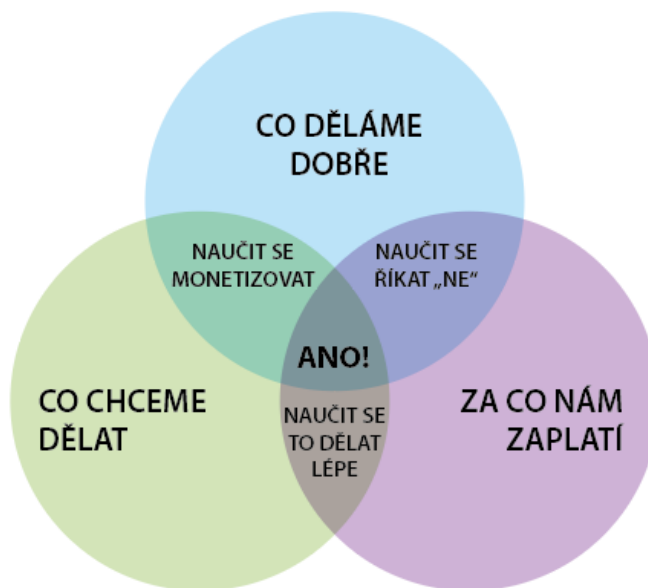 CO DĚLÁME
DOBŘE
NAUČIT SE
MONETIZOVAT
NAUČIT SE
ŘÍKAT „NE“
ANO!
CO CHCEME
DĚLAT
NAUČIT SE
TO DĚLAT
LÉPE
ZA CO NÁM
ZAPLATÍ